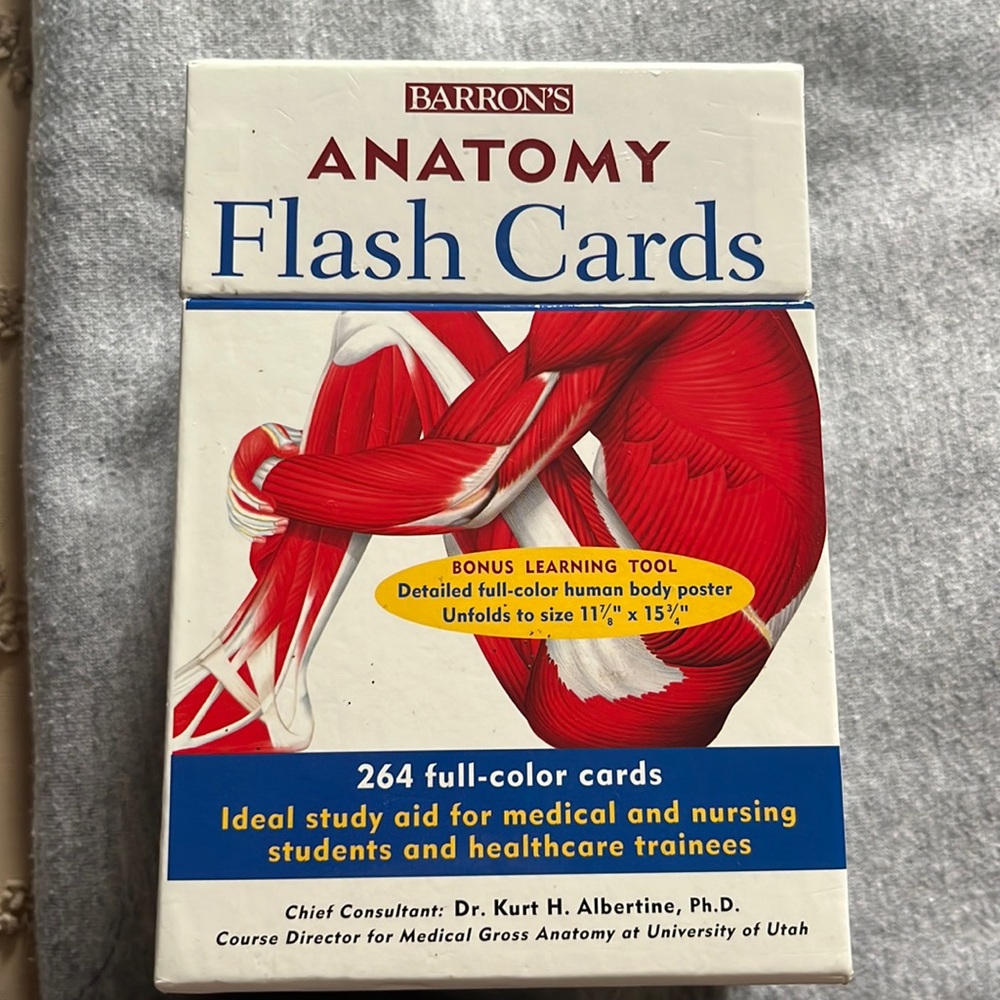 BARRON'S
ANATOMY
Flash Cards
BONUS LEARNING TOOL
Detailed full-color human body poster
Unfolds to size 11⅞" x 15¾"
264 full-color cards
Ideal study aid for medical and nursing
students and healthcare trainees
Chief Consultant: Dr. Kurt H. Albertine, Ph.D.
Course Director for Medical Gross Anatomy at University of Utah